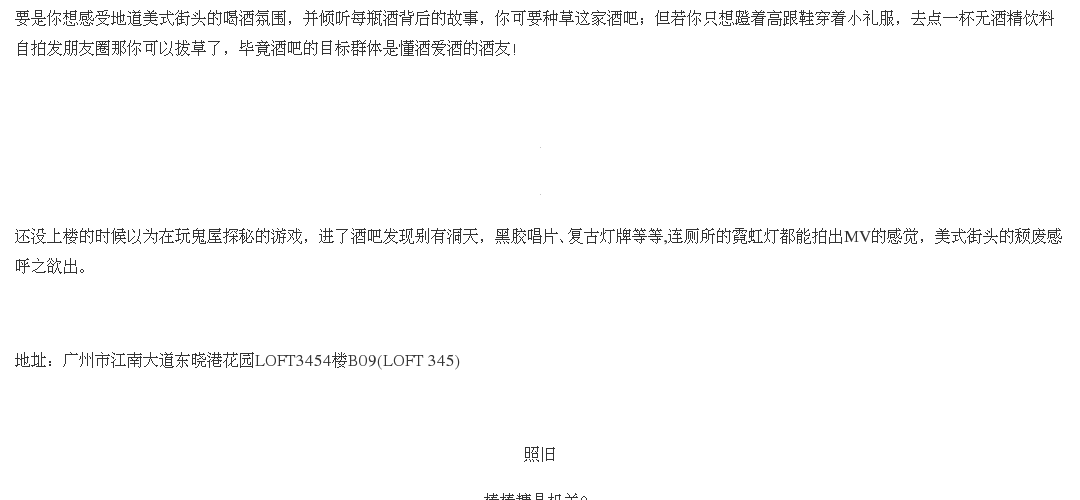 要是你想感受地道美式街头的喝酒氛围，并倾听每瓶酒背后的故事，你可要种草这家酒吧；但若你只想蹬着高跟鞋穿着小礼服，去点一杯无酒精饮料
自拍发朋友圈那你可以拔草了，毕竟酒吧的目标群体是懂酒爱酒的酒友！
还没上楼的时候以为在玩鬼屋探秘的游戏，进了酒吧发现别有洞天，黑胶唱片、复古灯牌等等,连厕所的霓虹灯都能拍出MV的感觉，美式街头的颓废感
呼之欲出。
地址：广州市江南大道东晓港花园LOFT3454楼B09(LOFT 345)
照旧